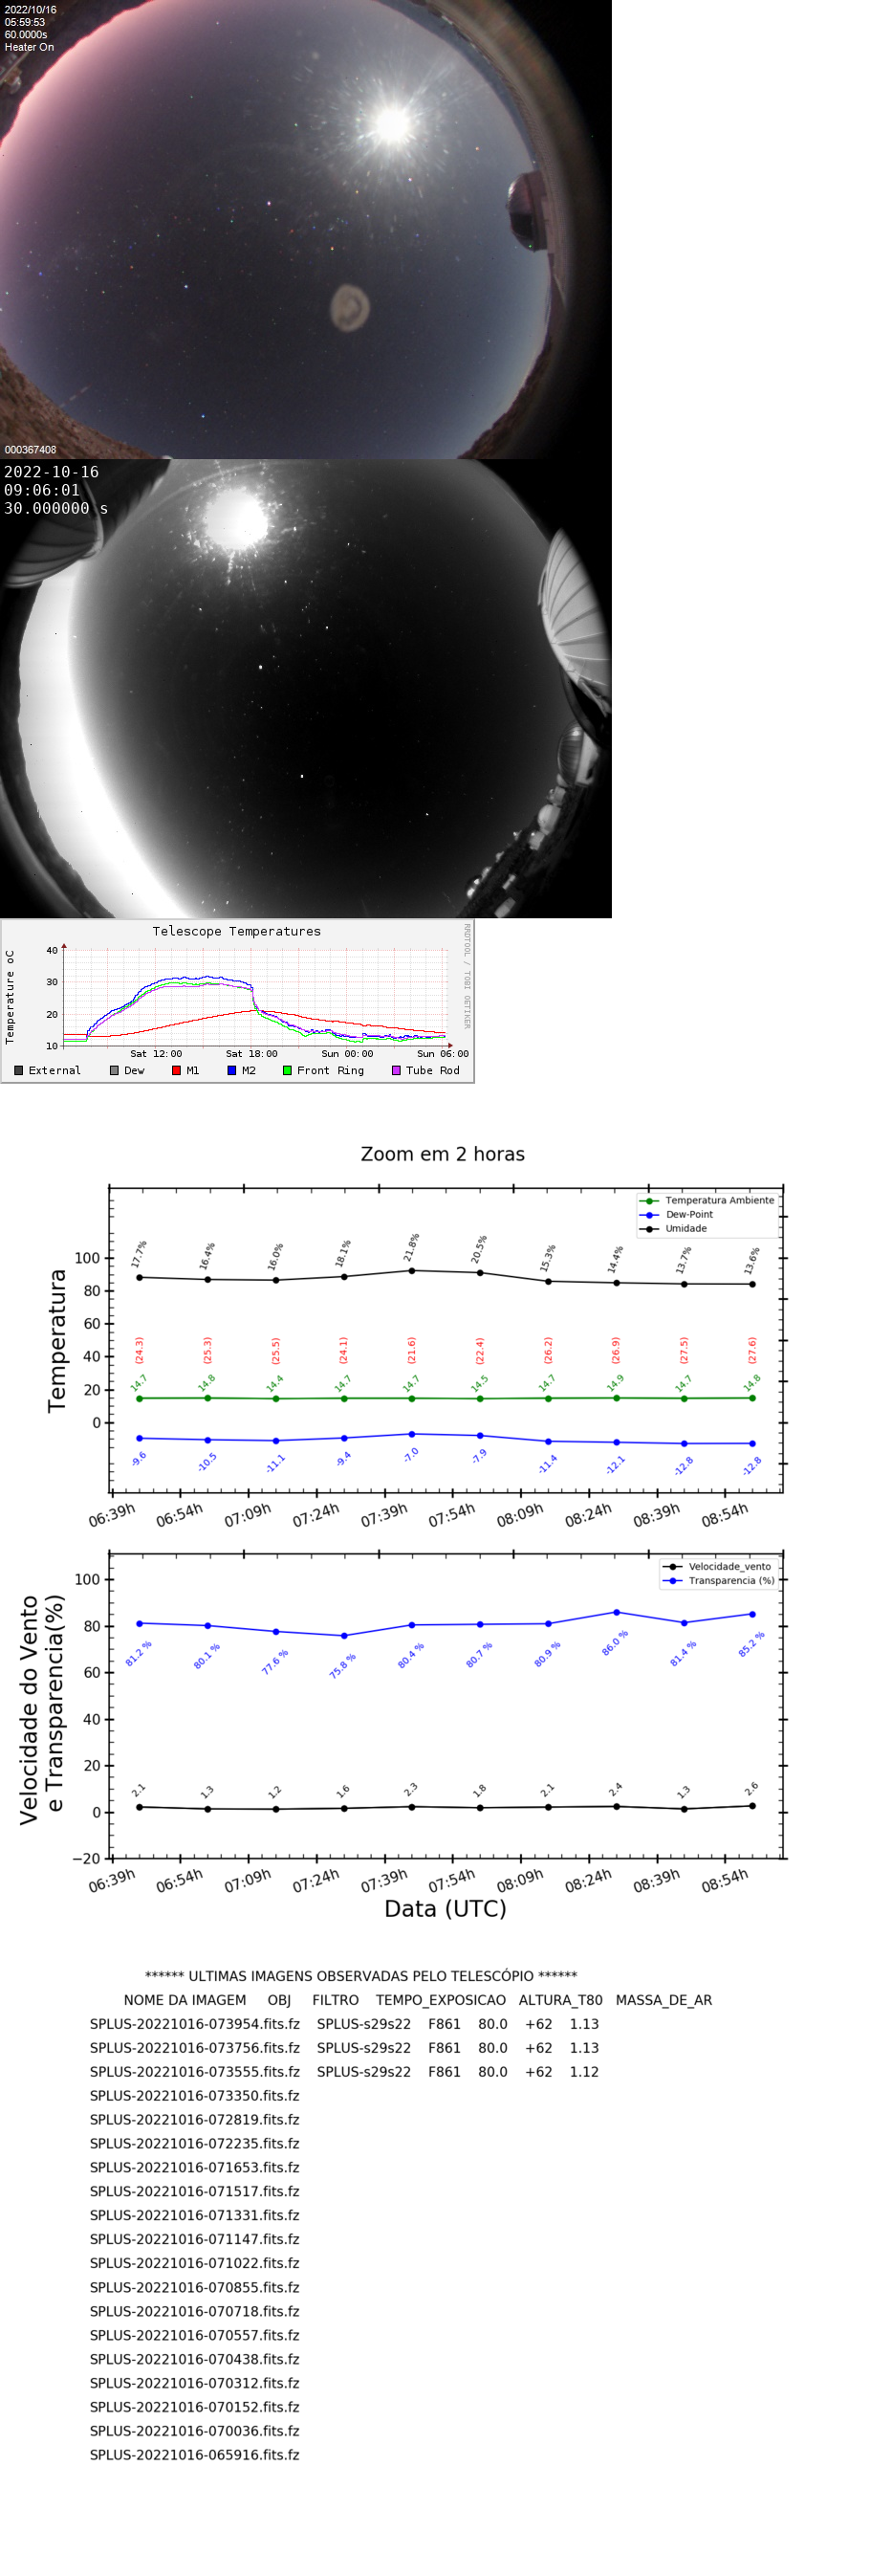 2022/10/16
05:59:53
60.0000s
Heater On
000367408
2022-10-16
09:06:01
30.000000 s
Telescope Temperatures
RRDTOOL / TOBI OETIKER
Temperature oC
40
30
20
10
Sat 12:00 Sat 18:00 Sun 00:00 Sun 06:00
External Dew M1 M2 Front Ring Tube Rod
Zoom em 2 horas
Temperatura Ambiente
Dew-Point
Umidade
Temperatura
100
80
60
40
20
0
17.7% 16.4% 16.0% 18.1% 21.8% 20.5% 15.3% 14.4% 13.7% 13.6%
(24.3) (25.3) (25.5) (24.1) (21.6) (22.4) (26.2) (26.9) (27.5) (27.6)
14.7 14.8 14.4 14.7 14.7 14.5 14.7 14.9 14.7 14.8
-9.6 -10.5 -11.1 -9.4 -7.0 -7.9 -11.4 -12.1 -12.8 -12.8
06:39h 06:54h 07:09h 07:24h 07:39h 07:54h 08:09h 08:24h 08:39h 08:54h
Velocidade_vento
Transparencia (%)
Velocidade do Vento
e Transparencia(%)
100
80
60
40
20
0
−20
81.2 % 80.1 % 77.6 % 75.8 % 80.4 % 80.7 % 80.9 % 86.0 % 81.4 % 85.2 %
2.1 1.3 1.2 1.6 2.3 1.8 2.1 2.4 1.3 2.6
06:39h 06:54h 07:09h 07:24h 07:39h 07:54h 08:09h 08:24h 08:39h 08:54h
Data (UTC)
****** ULTIMAS IMAGENS OBSERVADAS PELO TELESCÓPIO ******
NOME DA IMAGEM OBJ FILTRO TEMPO_EXPOSICAO ALTURA_T80 MASSA_DE_AR
SPLUS-20221016-073954.fits.fz SPLUS-s29s22 F861 80.0 +62 1.13
SPLUS-20221016-073756.fits.fz SPLUS-s29s22 F861 80.0 +62 1.13
SPLUS-20221016-073555.fits.fz SPLUS-s29s22 F861 80.0 +62 1.12
SPLUS-20221016-073350.fits.fz
SPLUS-20221016-072819.fits.fz
SPLUS-20221016-072235.fits.fz
SPLUS-20221016-071653.fits.fz
SPLUS-20221016-071517.fits.fz
SPLUS-20221016-071331.fits.fz
SPLUS-20221016-071147.fits.fz
SPLUS-20221016-071022.fits.fz
SPLUS-20221016-070855.fits.fz
SPLUS-20221016-070718.fits.fz
SPLUS-20221016-070557.fits.fz
SPLUS-20221016-070438.fits.fz
SPLUS-20221016-070312.fits.fz
SPLUS-20221016-070152.fits.fz
SPLUS-20221016-070036.fits.fz
SPLUS-20221016-065916.fits.fz